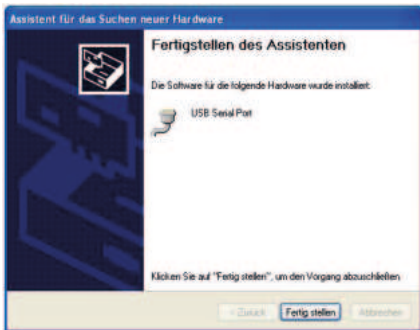 Assistent für das Suchen neuer Hardware
Fertigstellen des Assistenten
Die Software für die folgende Hardware wurde installiert:
USB Serial Port
Klicken Sie auf "Fertig stellen", um den Vorgang abzuschließen.
< Zurück Fertig stellen Abbrechen